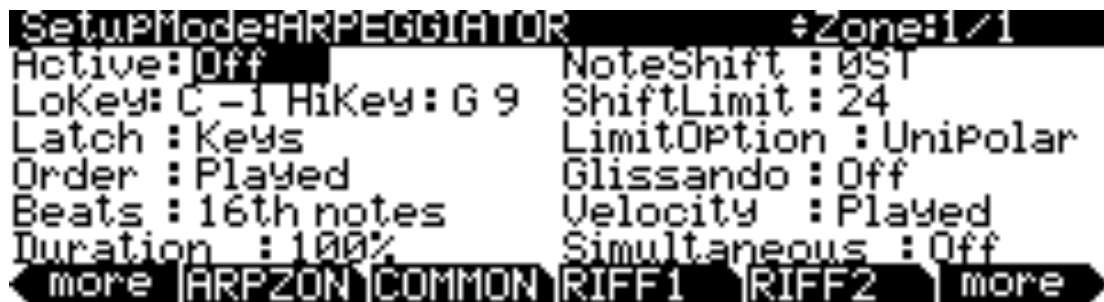 SetupMode:ARPEGGIATOR ÷Zone:1/1
Active:Off NoteShift :0ST
LoKey:C -1 HiKey:G 9 ShiftLimit:24
Latch :Keys LimitOption :Unipolar
Order :Played Glissando:Off
Beats :16th notes Velocity :Played
Duration :100% Simultaneous :Off
more ARPZON COMMON RIFF1 RIFF2 more